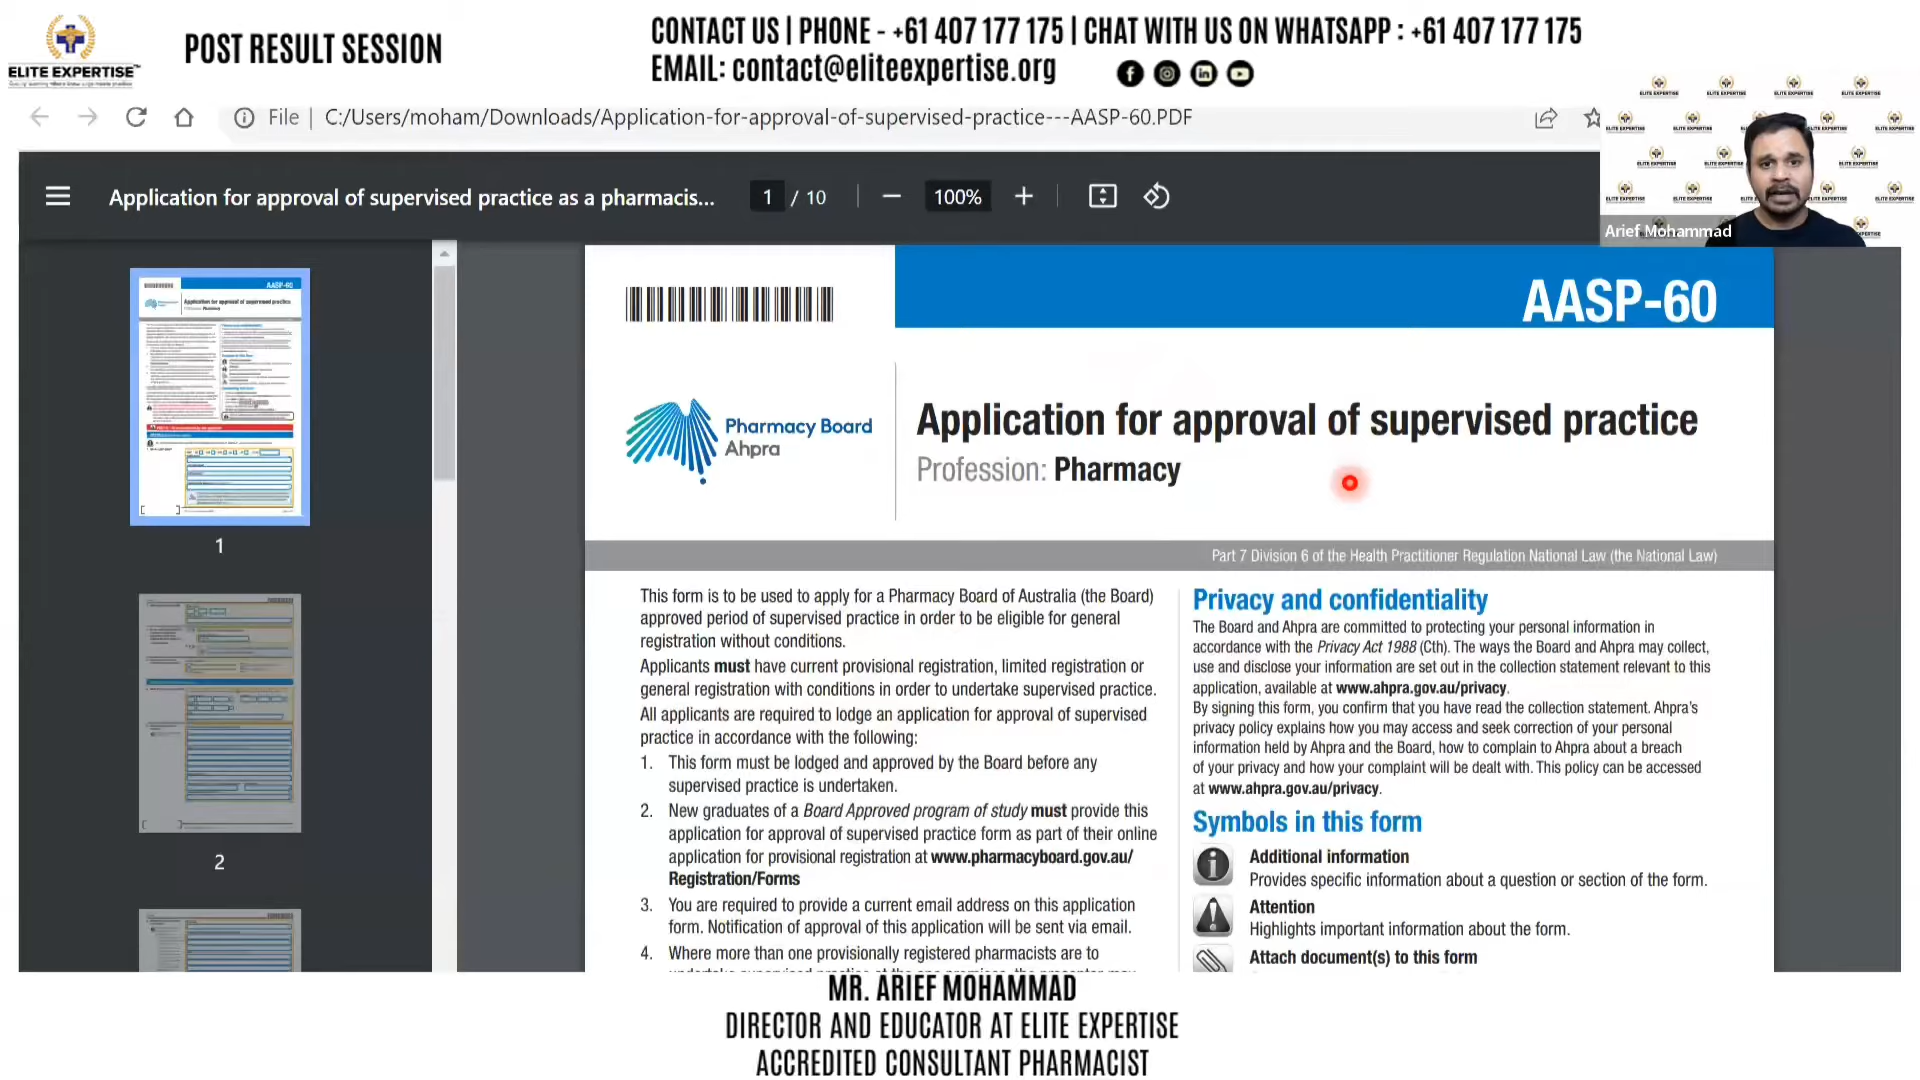 ELITE EXPERTISE
POST RESULT SESSION
CONTACT US | PHONE - +61 407 177 175 | CHAT WITH US ON WHATSAPP : +61 407 177 175
EMAIL: contact@eliteexpertise.org
File | C:/Users/moham/Downloads/Application-for-approval-of-supervised-practice---AASP-60.PDF
Arief Mohammad
Application for approval of supervised practice as a pharmacis...
1 / 10
100%
1
2
AASP-60
Pharmacy Board
Ahpra
Application for approval of supervised practice
Profession: Pharmacy
Part 7 Division 6 of the Health Practitioner Regulation National Law (the National Law)
This form is to be used to apply for a Pharmacy Board of Australia (the Board)
approved period of supervised practice in order to be eligible for general
registration without conditions.
Applicants must have current provisional registration, limited registration or
general registration with conditions in order to undertake supervised practice.
All applicants are required to lodge an application for approval of supervised
practice in accordance with the following:
1. This form must be lodged and approved by the Board before any
supervised practice is undertaken.
2. New graduates of a Board Approved program of study must provide this
application for approval of supervised practice form as part of their online
application for provisional registration at www.pharmacyboard.gov.au/
Registration/Forms
3. You are required to provide a current email address on this application
form. Notification of approval of this application will be sent via email.
4. Where more than one provisionally registered pharmacists are to
Privacy and confidentiality
The Board and Ahpra are committed to protecting your personal information in
accordance with the Privacy Act 1988 (Cth). The ways the Board and Ahpra may collect,
use and disclose your information are set out in the collection statement relevant to this
application, available at www.ahpra.gov.au/privacy.
By signing this form, you confirm that you have read the collection statement. Ahpra's
privacy policy explains how you may access and seek correction of your personal
information held by Ahpra and the Board, how to complain to Ahpra about a breach
of your privacy and how your complaint will be dealt with. This policy can be accessed
at www.ahpra.gov.au/privacy.
Symbols in this form
Additional information
Provides specific information about a question or section of the form.
Attention
Highlights important information about the form.
Attach document(s) to this form
MR. ARIEF MOHAMMAD
DIRECTOR AND EDUCATOR AT ELITE EXPERTISE
ACCREDITED CONSULTANT PHARMACIST